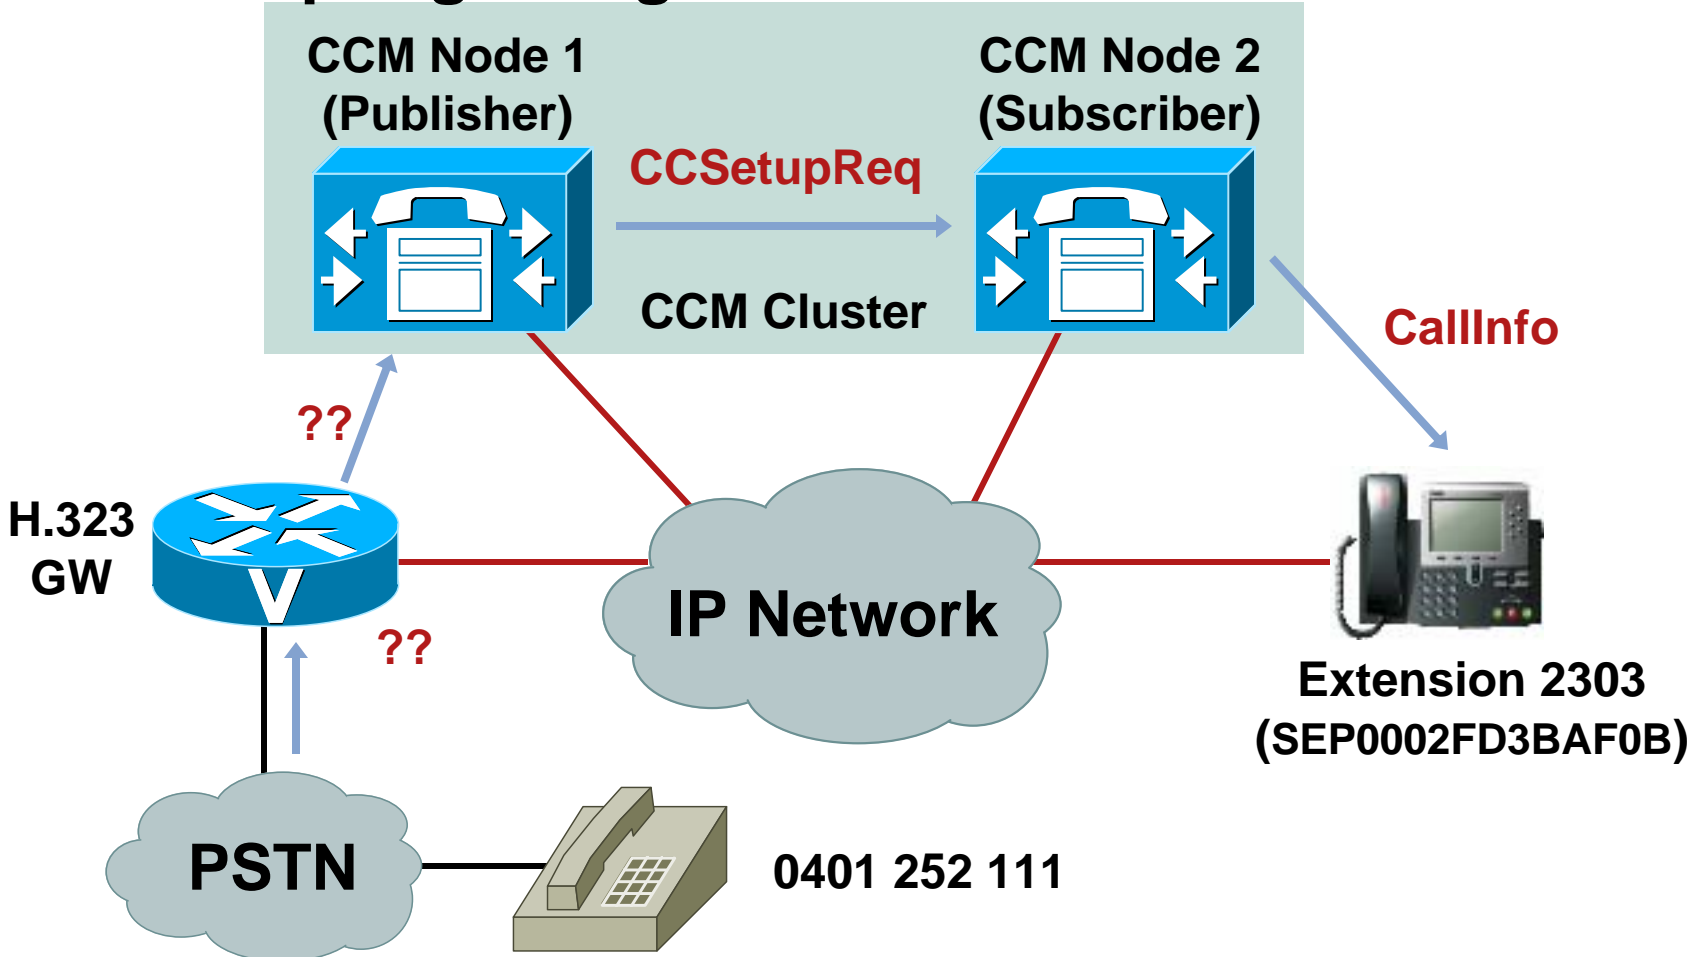 CCM Node 1
(Publisher)
CCM Node 2
(Subscriber)
CCSetupReq
CCM Cluster
CallInfo
??
H.323
GW
V
IP Network
??
Extension 2303
(SEP0002FD3BAF0B)
PSTN
0401 252 111